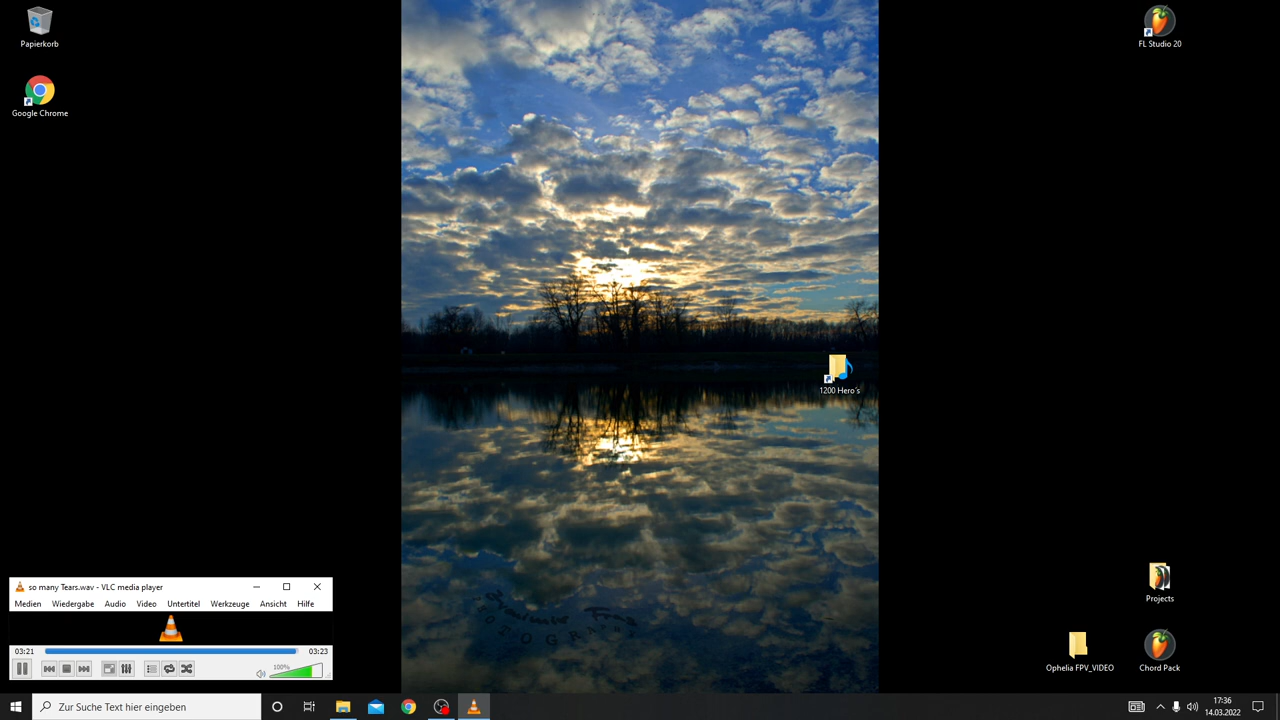 Papierkorb
Google Chrome
FL Studio 20
1200 Hero's
Projects
Ophelia FPV_VIDEO
Chord Pack
so many Tears.wav - VLC media player
Medien Wiedergabe Audio Video Untertitel Werkzeuge Ansicht Hilfe
03:21 03:23
100%
Zur Suche Text hier eingeben
17:36
14.03.2022